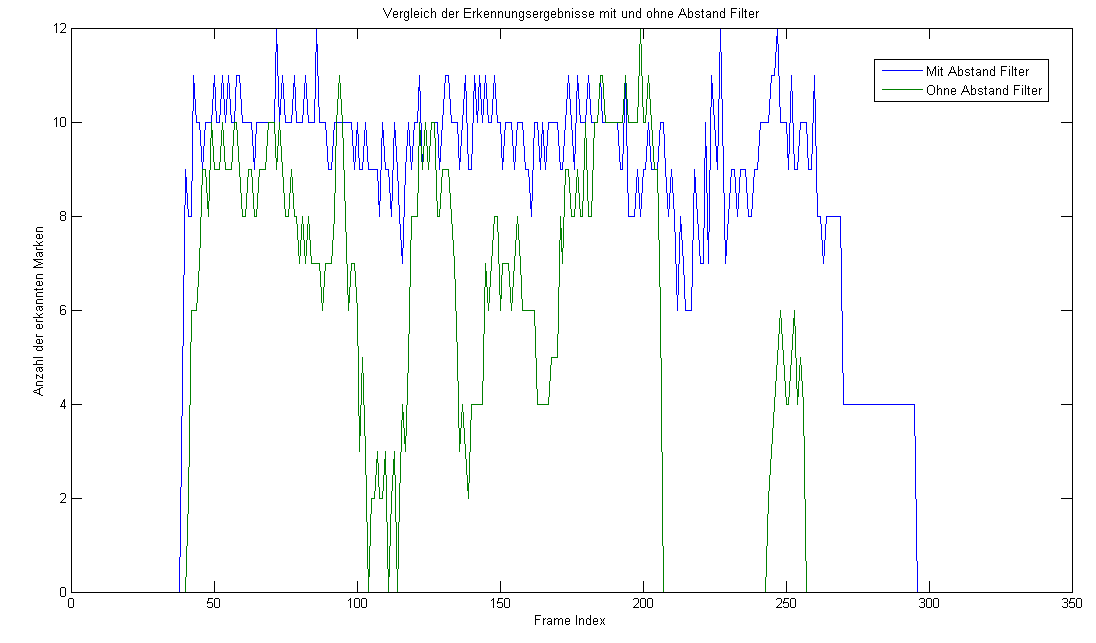 Vergleich der Erkennungsergebnisse mit und ohne Abstand Filter
12
10
8
6
4
2
0
Anzahl der erkannten Marken
Mit Abstand Filter
Ohne Abstand Filter
0 50 100 150 200 250 300 350
Frame Index